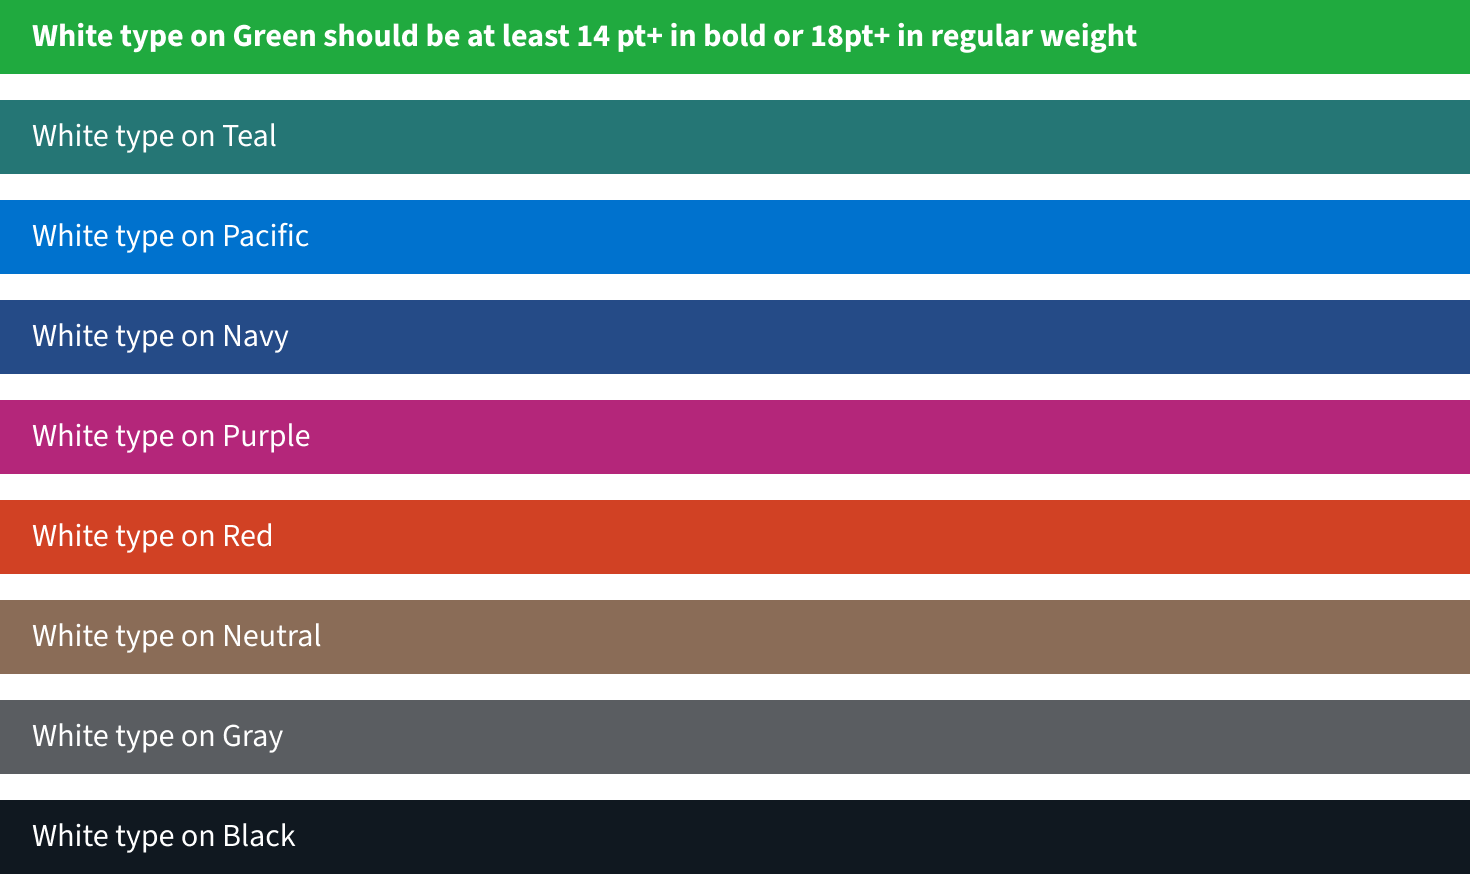 White type on Green should be at least 14 pt+ in bold or 18pt+ in regular weight
White type on Teal
White type on Pacific
White type on Navy
White type on Purple
White type on Red
White type on Neutral
White type on Gray
White type on Black